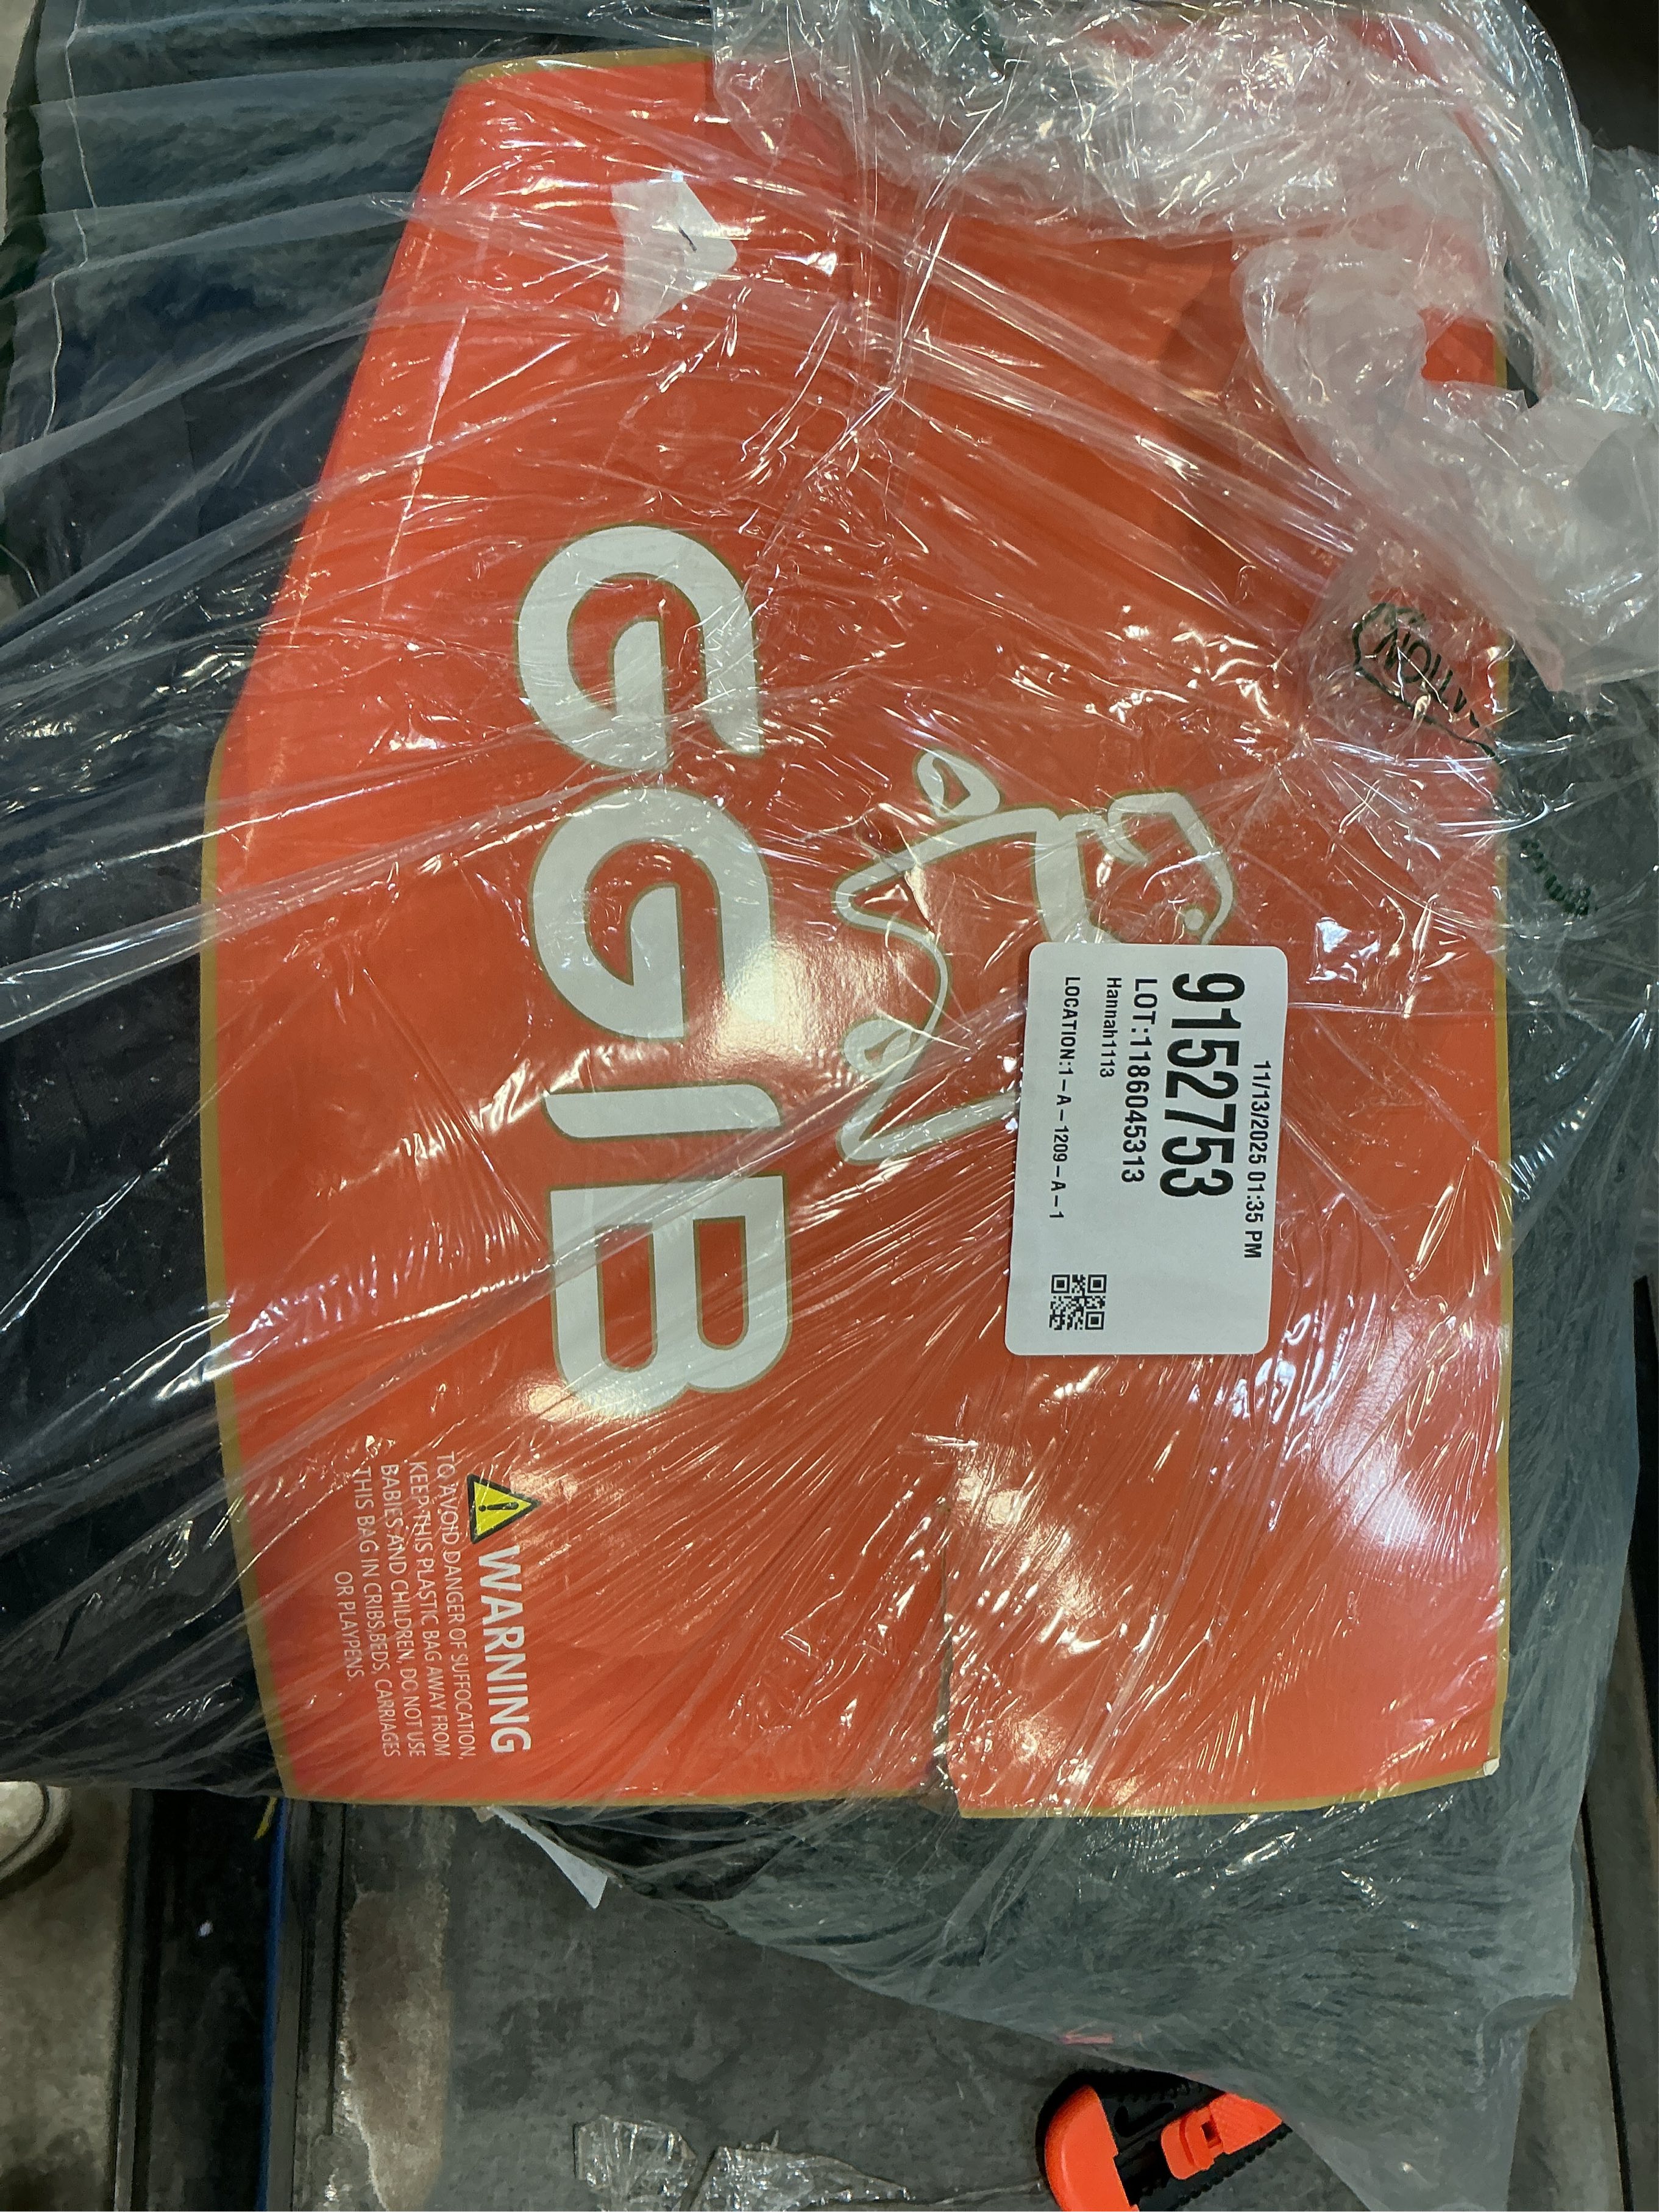 11/13/2025 01:35 PM
9152753
LOT:1186045313
Hannah1113
LOCATION:1-A-1209-A-1
GGIB
WARNING
TO AVOID DANGER OF SUFFOCATION,
KEEP THIS PLASTIC BAG AWAY FROM
BABIES AND CHILDREN. DO NOT USE
THIS BAG IN CRIBS,BEDS, CARRIAGES
OR PLAYPENS.